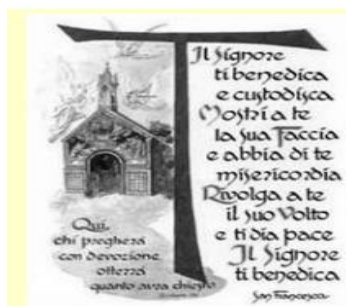 Il Signore
ti benedica
e custodisca
Mostri a te
la sua Faccia
e abbia di te
misericordia
Rivolga a te
il suo Volto
e ti dia pace
Il Signore
ti benedica
San Francesco
Qui,
chi pregherà
con devozione
otterrà
quanto avrà chiesto